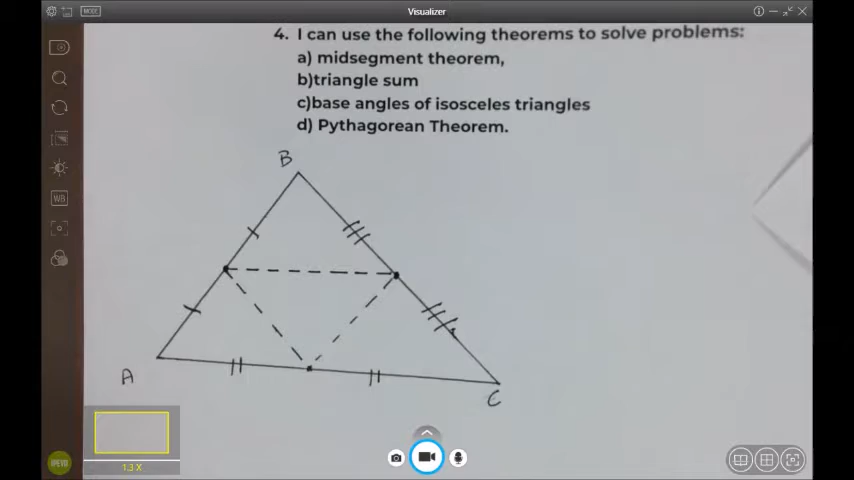 MODE
Visualizer
4. I can use the following theorems to solve problems:
a) midsegment theorem,
b)triangle sum
c)base angles of isosceles triangles
d) Pythagorean Theorem.
B
WB
A
C
IPEVO
1.3 X